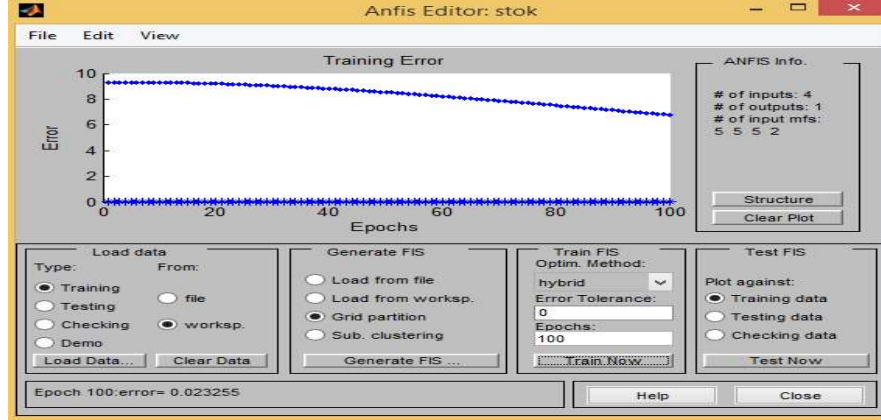 Anfis Editor: stok
File Edit View
Training Error
10
8
6
4
2
0
Error
0 20 40 60 80 100
Epochs
ANFIS Info.
# of inputs: 4
# of outputs: 1
# of input mfs:
5 5 5 2
Structure
Clear Plot
Load data
Type: From:
Training
Testing
Checking
Demo
file
worksp.
Load Data... Clear Data
Generate FIS
Load from file
Load from worksp.
Grid partition
Sub. clustering
Generate FIS ...
Train FIS
Optim. Method:
hybrid
Error Tolerance:
0
Epochs:
100
Train Now
Test FIS
Plot against:
Training data
Testing data
Checking data
Test Now
Epoch 100:error= 0.023255
Help
Close